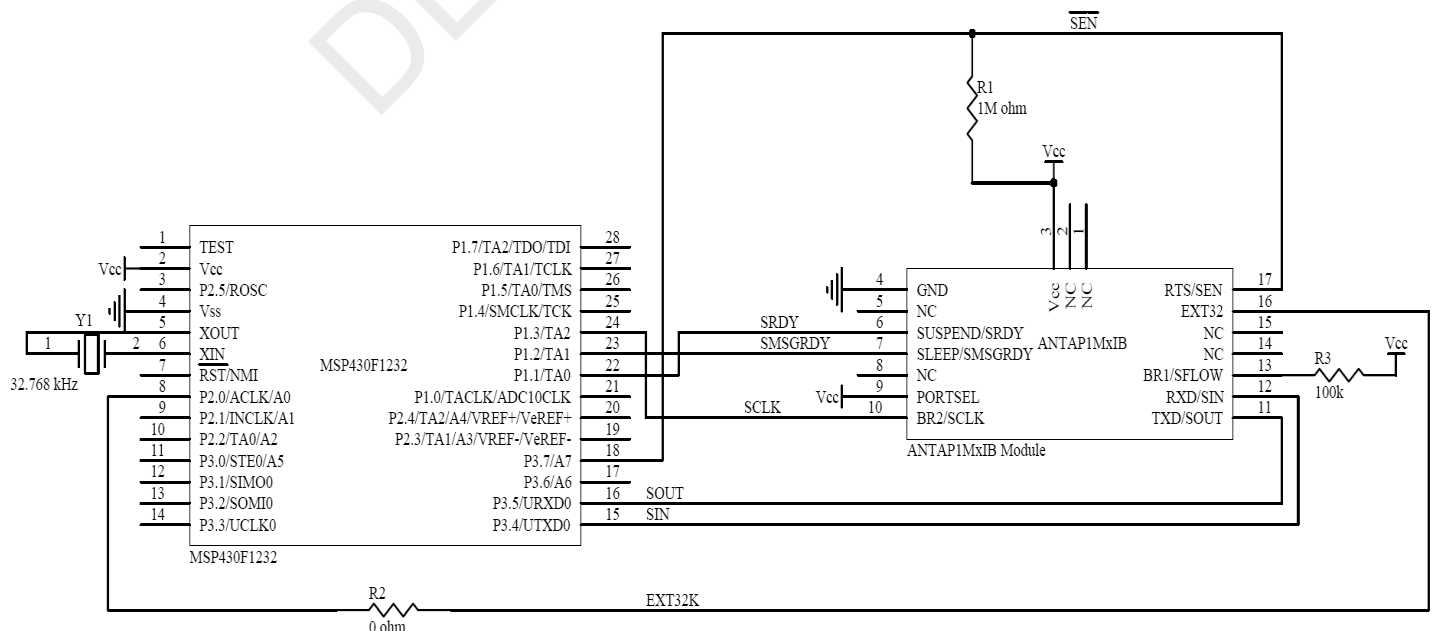 SEN
R1
1M ohm
Vcc
3
2
1
Vcc
NC
NC
1 TEST
Vcc 2 Vcc
3 P2.5/ROSC
4 Vss
Y1
5 XOUT
1 2 6 XIN
32.768 kHz
7 RST/NMI
8 P2.0/ACLK/A0
9 P2.1/INCLK/A1
10 P2.2/TA0/A2
11 P3.0/STE0/A5
12 P3.1/SIMO0
13 P3.2/SOMI0
14 P3.3/UCLK0
MSP430F1232
P1.7/TA2/TDO/TDI 28
P1.6/TA1/TCLK 27
P1.5/TA0/TMS 26
P1.4/SMCLK/TCK 25
P1.3/TA2 24
P1.2/TA1 23
P1.1/TA0 22
P1.0/TACLK/ADC10CLK 21
P2.4/TA2/A4/VREF+/VeREF+ 20
P2.3/TA1/A3/VREF-/VeREF- 19
P3.7/A7 18
P3.6/A6 17
P3.5/URXD0 16 SOUT
P3.4/UTXD0 15 SIN
MSP430F1232
SRDY
SMSGRDY
SCLK
4 GND
5 NC
6 SUSPEND/SRDY
7 SLEEP/SMSGRDY
8 NC
Vcc 9 PORTSEL
10 BR2/SCLK
ANTAP1MxIB
RTS/SEN 17
EXT32 16
NC 15
NC 14
BR1/SFLOW 13
RXD/SIN 12
TXD/SOUT 11
R3
100k
Vcc
ANTAP1MxIB Module
R2
0 ohm
EXT32K